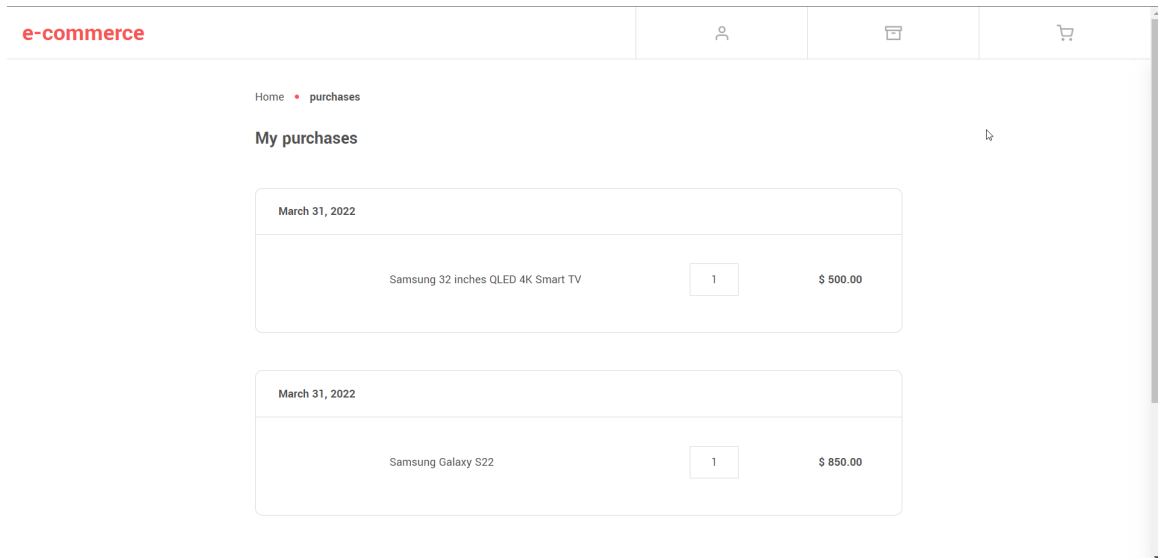 e-commerce
Home • purchases
My purchases
March 31, 2022
Samsung 32 inches QLED 4K Smart TV 1 $ 500.00
March 31, 2022
Samsung Galaxy S22 1 $ 850.00